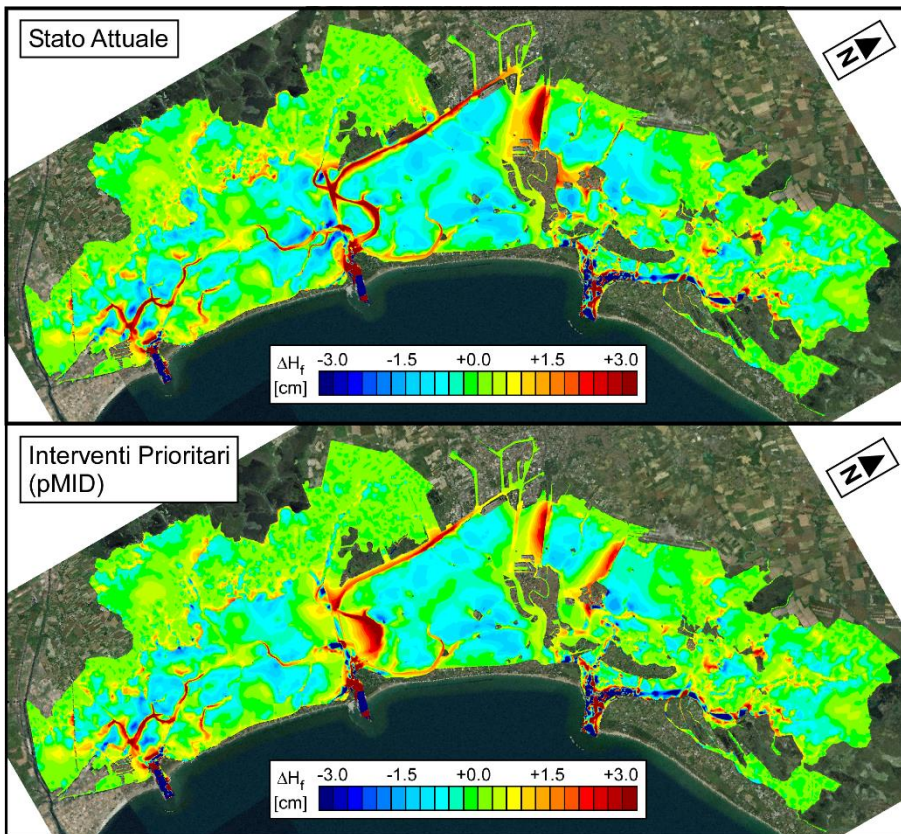 Stato Attuale
N
ΔHf -3.0 -1.5 +0.0 +1.5 +3.0
[cm]
Interventi Prioritari
(pMID)
N
ΔHf -3.0 -1.5 +0.0 +1.5 +3.0
[cm]